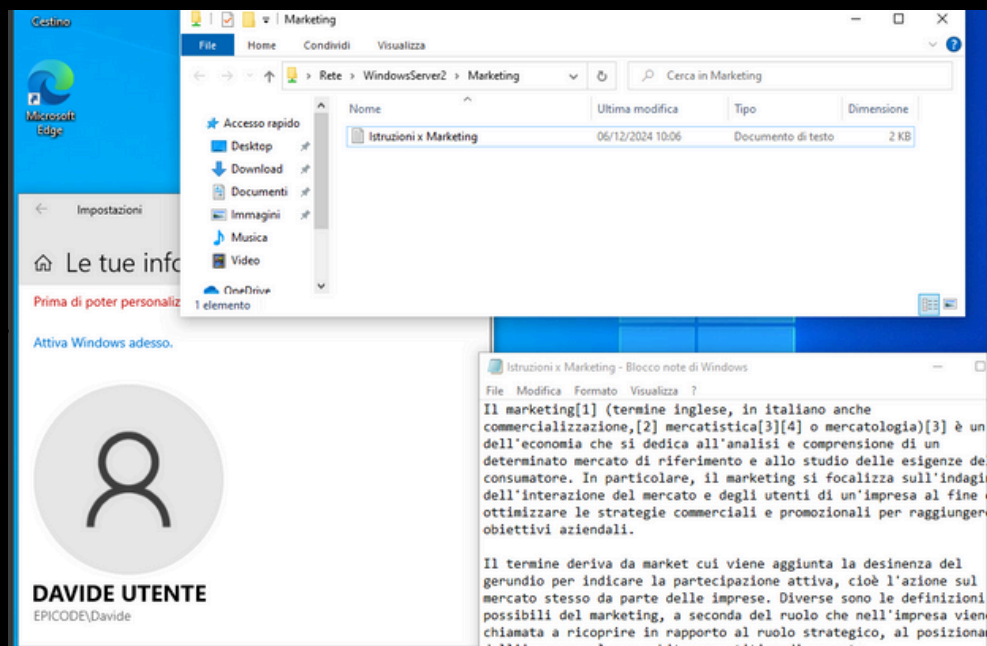 Cestino
Microsoft
Edge
Marketing
File Home Condividi Visualizza
Rete > WindowsServer2 > Marketing
Cerca in Marketing
Nome Ultima modifica Tipo Dimensione
Istruzioni x Marketing 06/12/2024 10:06 Documento di testo 2 KB
Accesso rapido
Desktop
Download
Documenti
Immagini
Musica
Video
OneDrive
1 elemento
Impostazioni
Le tue info
Prima di poter personaliz
Attiva Windows adesso.
DAVIDE UTENTE
EPICODE\Davide
Istruzioni x Marketing - Blocco note di Windows
File Modifica Formato Visualizza ?
Il marketing[1] (termine inglese, in italiano anche
commercializzazione,[2] mercatistica[3][4] o mercatologia)[3] è un
dell'economia che si dedica all'analisi e comprensione di un
determinato mercato di riferimento e allo studio delle esigenze de
consumatore. In particolare, il marketing si focalizza sull'indagin
dell'interazione del mercato e degli utenti di un'impresa al fine
ottimizzare le strategie commerciali e promozionali per raggiungere
obiettivi aziendali.
Il termine deriva da market cui viene aggiunta la desinenza del
gerundio per indicare la partecipazione attiva, cioè l'azione sul
mercato stesso da parte delle imprese. Diverse sono le definizioni
possibili del marketing, a seconda del ruolo che nell'impresa viene
chiamata a ricoprire in rapporto al ruolo strategico, al posiziona